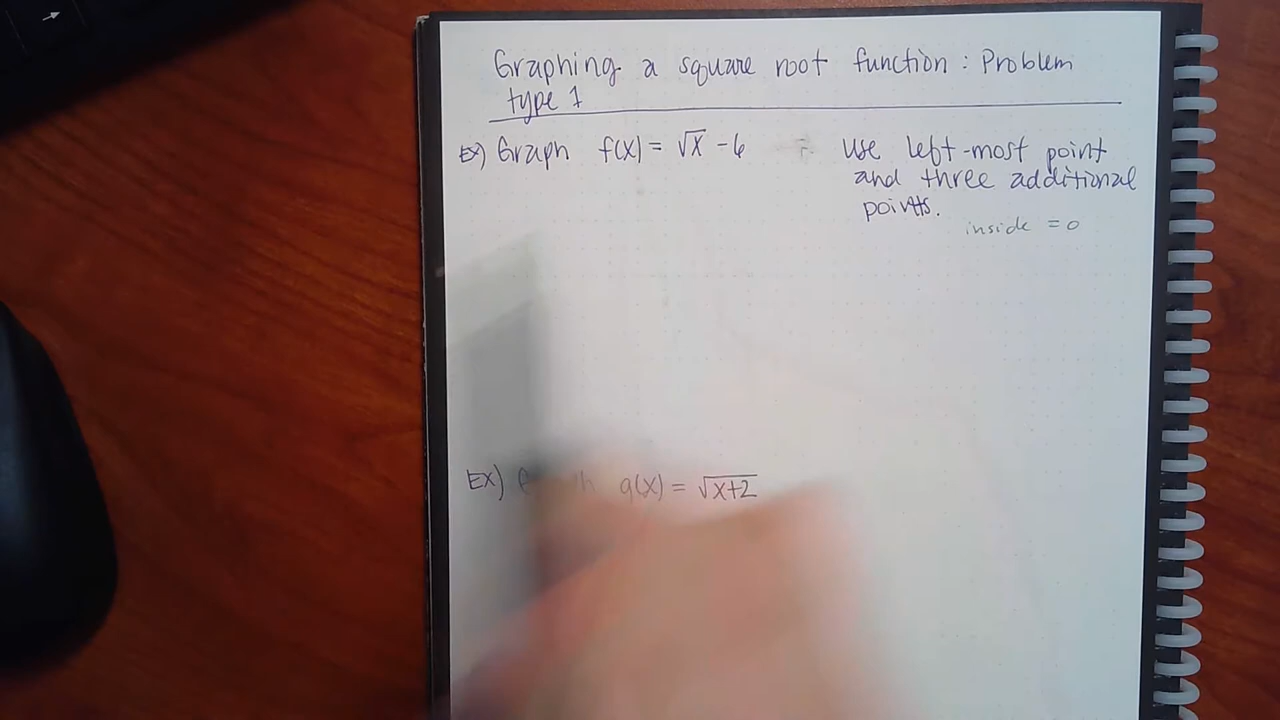 Graphing a square root function : Problem
type 1
Ex) Graph f(x) = √x - 6
use left-most point
and three additional
points.
inside = 0
Ex) g(x) = √x+2